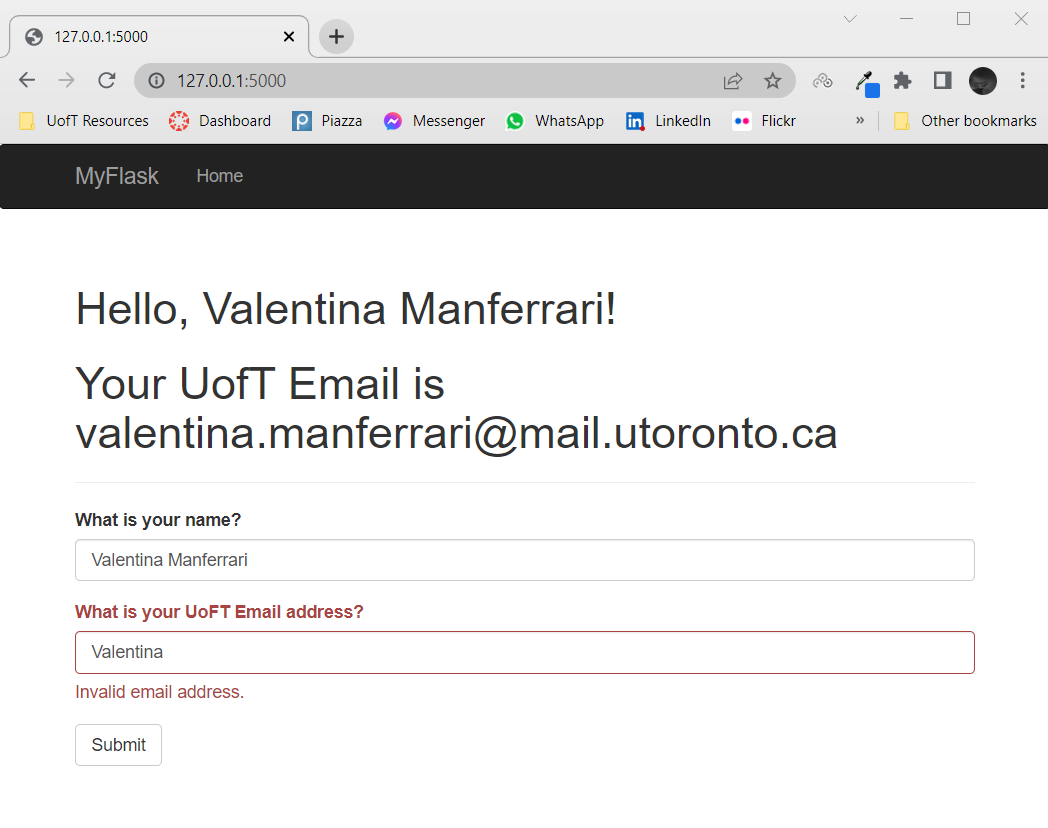 127.0.0.1:5000
127.0.0.1:5000
UofT Resources Dashboard Piazza Messenger WhatsApp LinkedIn Flickr » Other bookmarks
MyFlask Home
Hello, Valentina Manferrari!
Your UofT Email is
valentina.manferrari@mail.utoronto.ca
What is your name?
Valentina Manferrari
What is your UoFT Email address?
Valentina
Invalid email address.
Submit